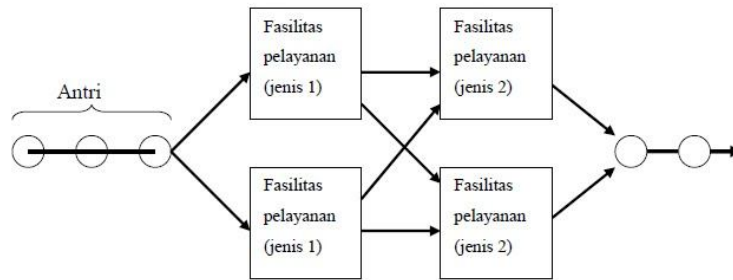 Antri
Fasilitas
pelayanan
(jenis 1)
Fasilitas
pelayanan
(jenis 2)
Fasilitas
pelayanan
(jenis 1)
Fasilitas
pelayanan
(jenis 2)